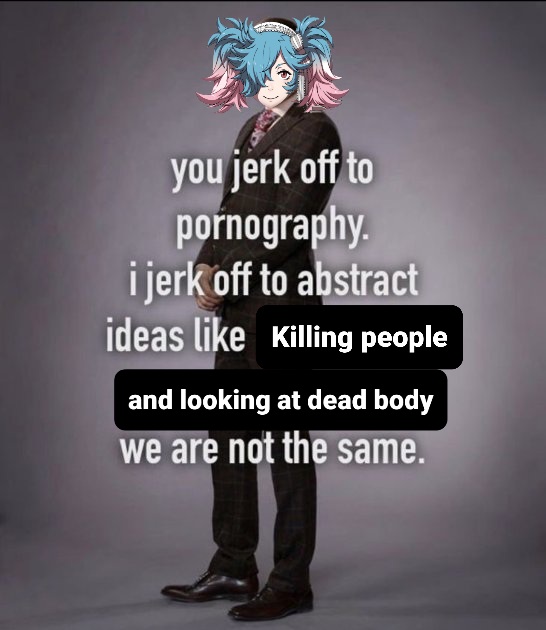 you jerk off to
pornography.
i jerk off to abstract
ideas like Killing people
and looking at dead body
we are not the same.